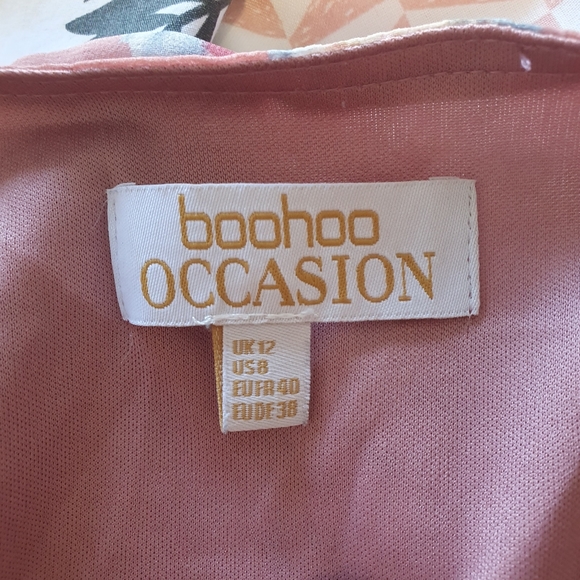 boohoo
OCCASION
UK 12
US 8
EU FR 40
EU DE 38